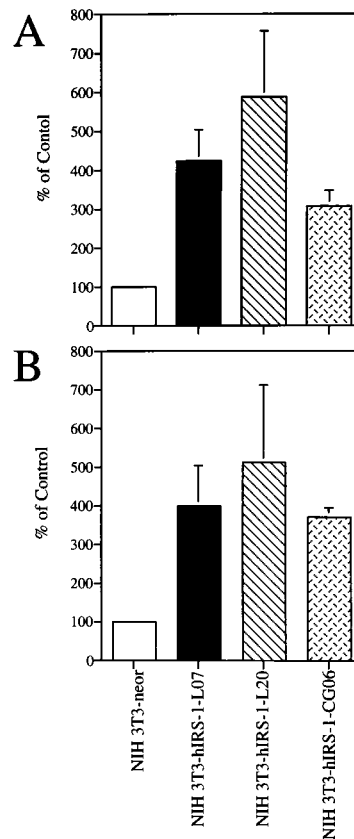 A
% of Contol
800
700
600
500
400
300
200
100
0
B
% of Control
800
700
600
500
400
300
200
100
0
NIH 3T3-neor
NIH 3T3-hIRS-1-L07
NIH 3T3-hIRS-1-L20
NIH 3T3-hIRS-1-CG06